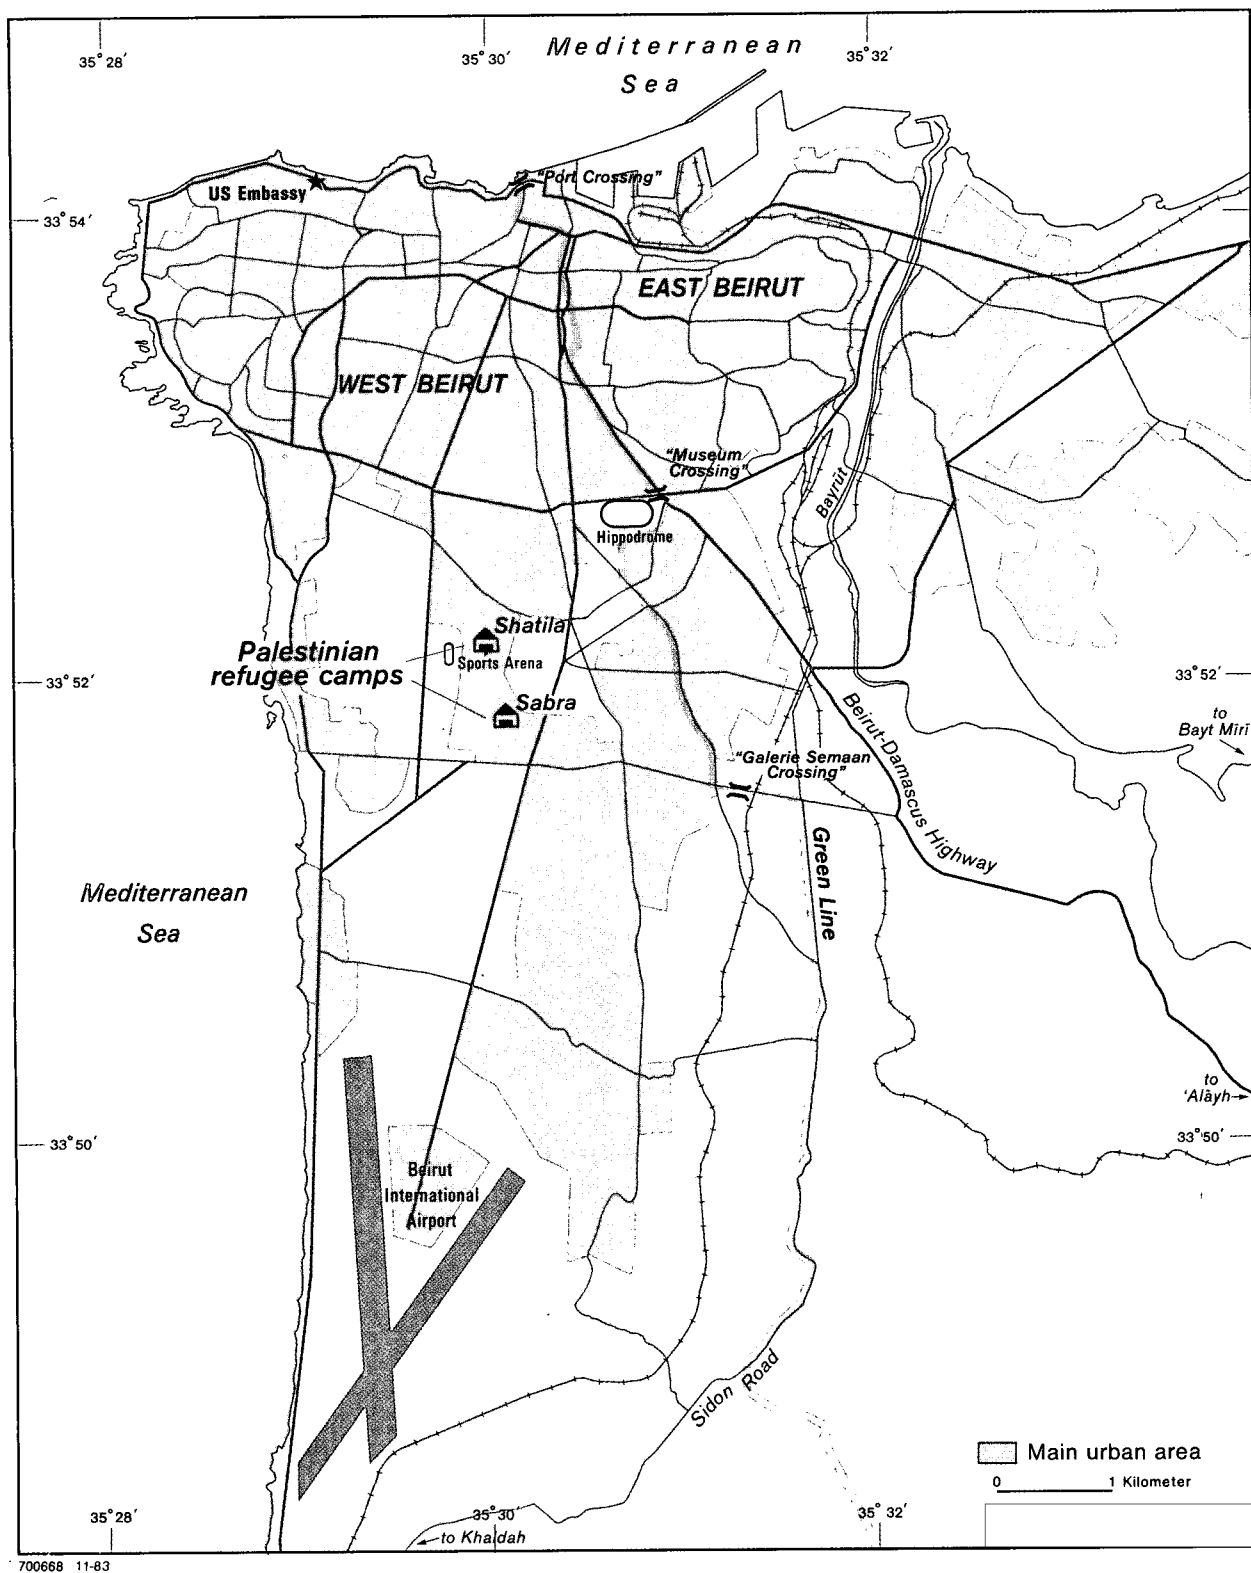 Mediterranean
Sea
35°28′
35°30′
35°32′
"Port Crossing"
US Embassy
33°54′
EAST BEIRUT
WEST BEIRUT
"Museum
Crossing"
Bayrūt
Hippodrome
Shatila
Palestinian
refugee camps
Sports Arena
33°52′
33°52′
Sabra
to
Bayt Mirī
Beirut-Damascus Highway
"Galerie Semaan
Crossing"
Green Line
Mediterranean
Sea
to
'Alāyh
33°50′
33°50′
Beirut
International
Airport
Sidon Road
Main urban area
0 1 Kilometer
35°28′
35°30′
35°32′
to Khaldah
700668 11-83